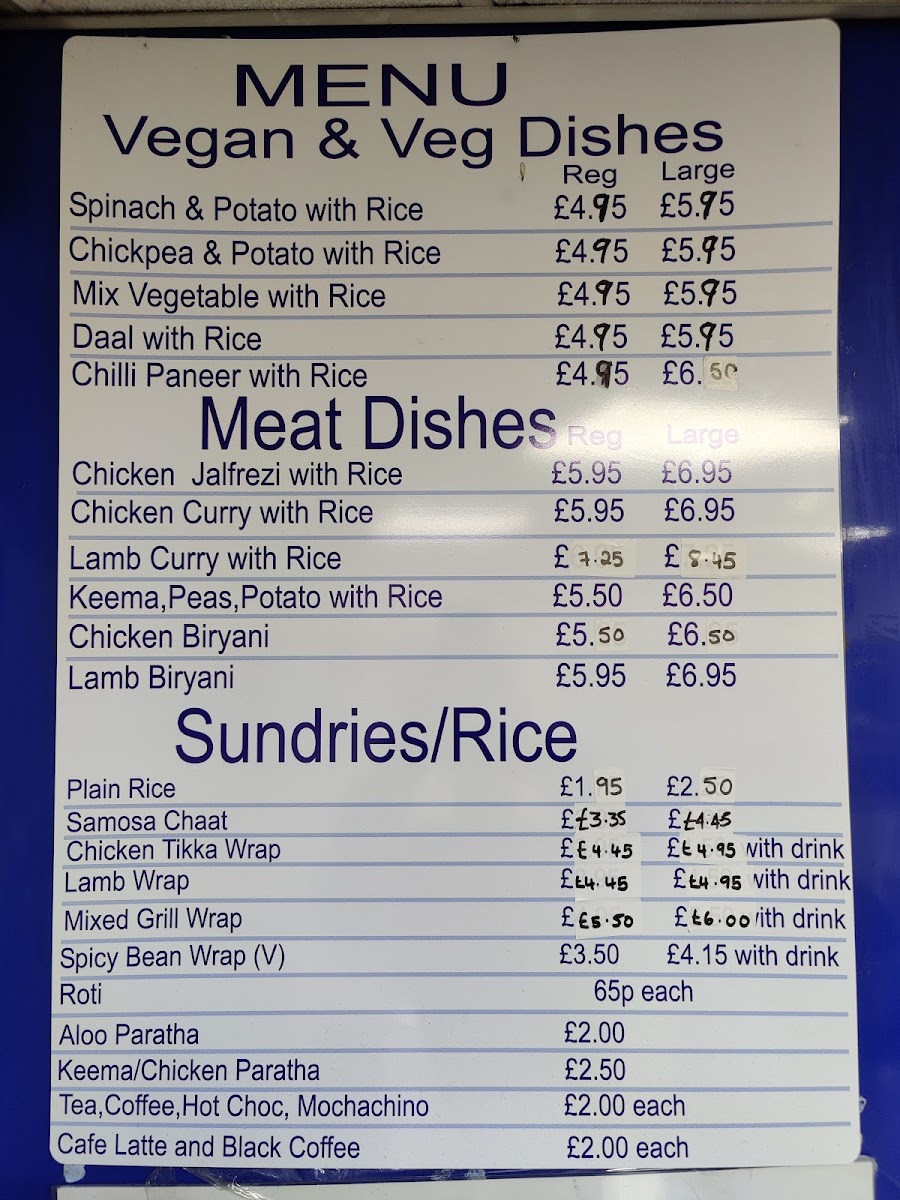 MENU
Vegan & Veg Dishes
Reg Large
Spinach & Potato with Rice £4.95 £5.95
Chickpea & Potato with Rice £4.95 £5.95
Mix Vegetable with Rice £4.95 £5.95
Daal with Rice £4.95 £5.95
Chilli Paneer with Rice £4.95 £6.50
Meat Dishes Reg Large
Chicken Jalfrezi with Rice £5.95 £6.95
Chicken Curry with Rice £5.95 £6.95
Lamb Curry with Rice £7.25 £8.45
Keema,Peas,Potato with Rice £5.50 £6.50
Chicken Biryani £5.50 £6.50
Lamb Biryani £5.95 £6.95
Sundries/Rice
Plain Rice £1.95 £2.50
Samosa Chaat ££3.35 ££4.45
Chicken Tikka Wrap ££4.45 ££4.95 with drink
Lamb Wrap ££4.45 ££4.95 with drink
Mixed Grill Wrap ££5.50 ££6.00 with drink
Spicy Bean Wrap (V) £3.50 £4.15 with drink
Roti 65p each
Aloo Paratha £2.00
Keema/Chicken Paratha £2.50
Tea,Coffee,Hot Choc, Mochachino £2.00 each
Cafe Latte and Black Coffee £2.00 each